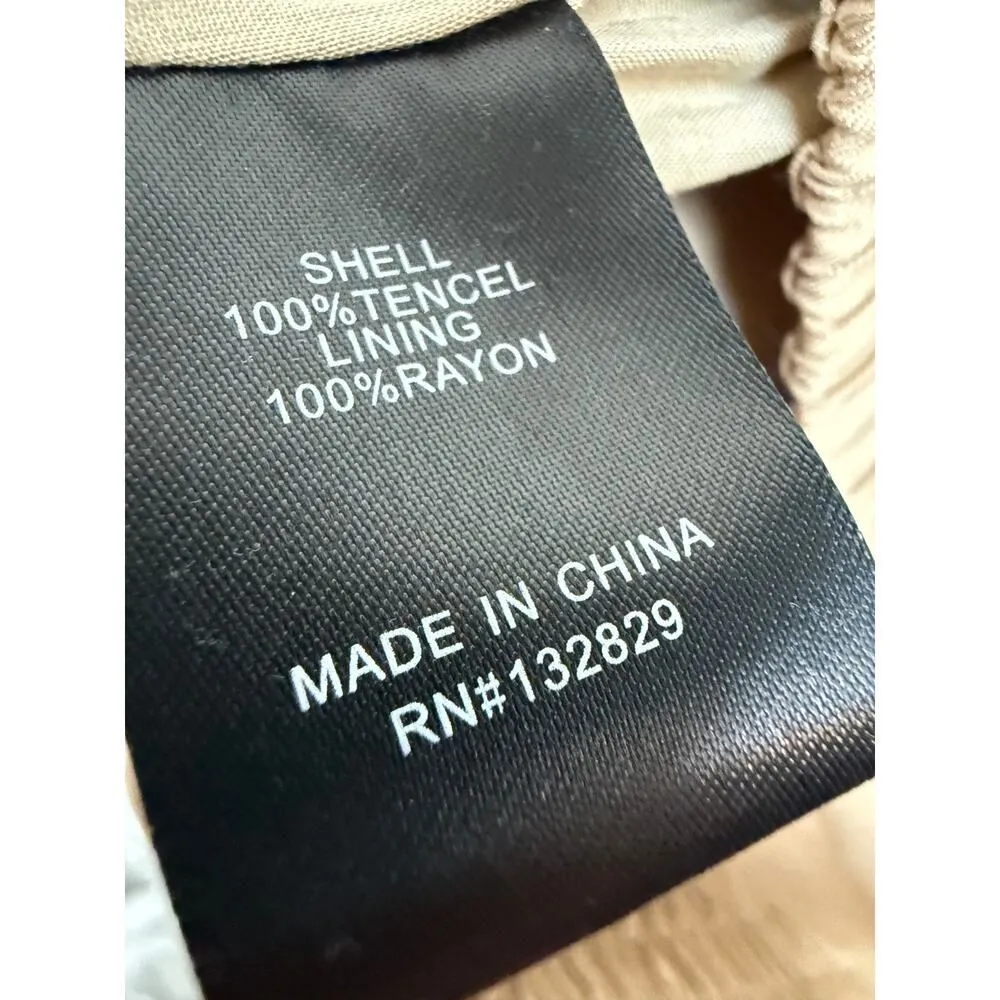 SHELL
100%TENCEL
LINING
100%RAYON
MADE IN CHINA
RN#132829